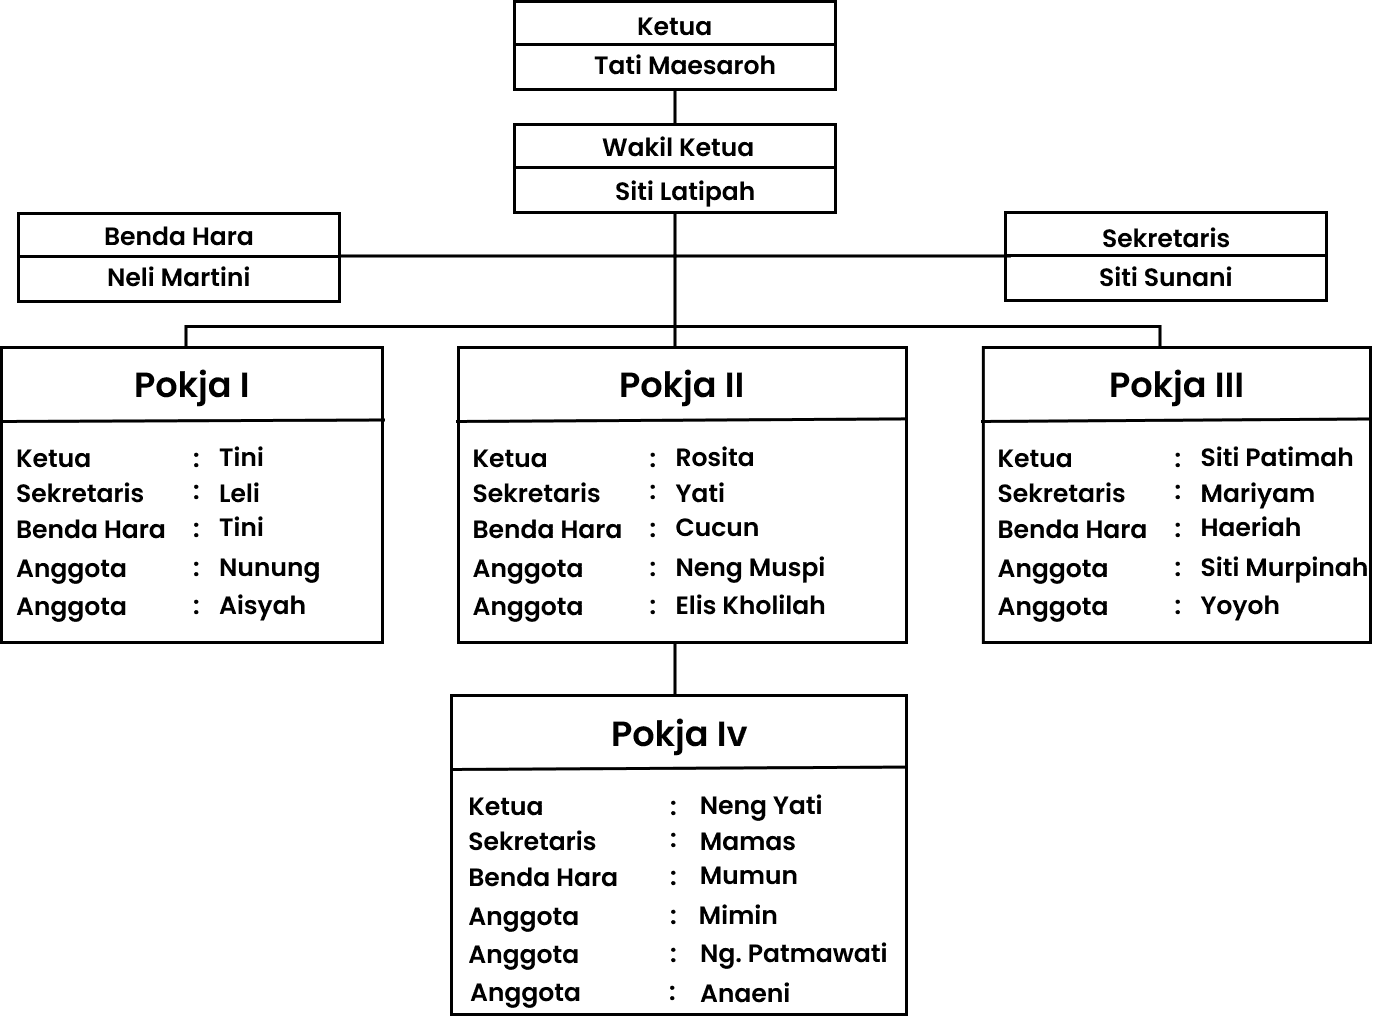 Ketua
Tati Maesaroh
Wakil Ketua
Siti Latipah
Benda Hara
Neli Martini
Sekretaris
Siti Sunani
Pokja I
Ketua : Tini
Sekretaris : Leli
Benda Hara : Tini
Anggota : Nunung
Anggota : Aisyah
Pokja II
Ketua : Rosita
Sekretaris : Yati
Benda Hara : Cucun
Anggota : Neng Muspi
Anggota : Elis Kholilah
Pokja III
Ketua : Siti Patimah
Sekretaris : Mariyam
Benda Hara : Haeriah
Anggota : Siti Murpinah
Anggota : Yoyoh
Pokja Iv
Ketua : Neng Yati
Sekretaris : Mamas
Benda Hara : Mumun
Anggota : Mimin
Anggota : Ng. Patmawati
Anggota : Anaeni